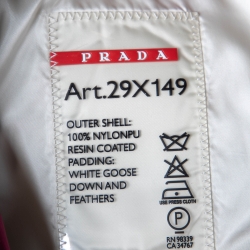 PRADA
Art.29X149
OUTER SHELL:
100% NYLONPU
RESIN COATED
PADDING:
WHITE GOOSE
DOWN AND
FEATHERS
USE PRESS CLOTH
P
RN 98339
CA 34767